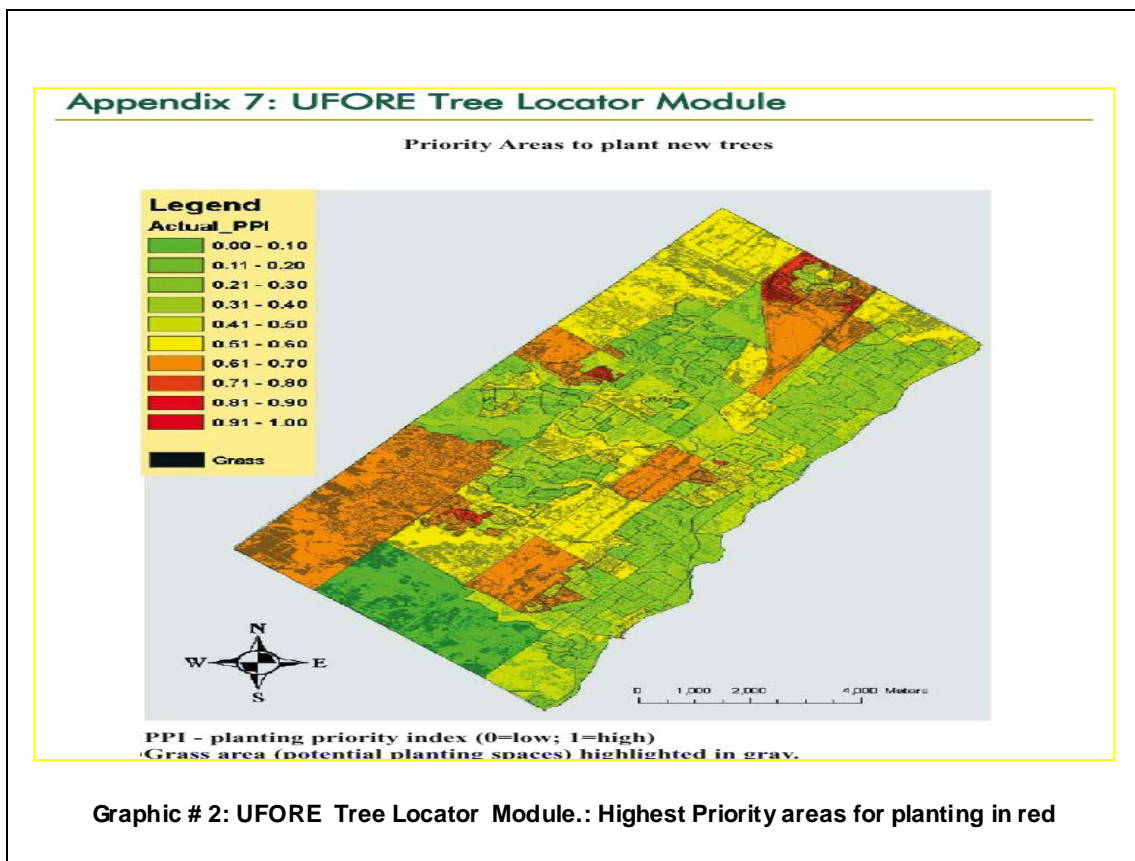 Appendix 7: UFORE Tree Locator Module
Priority Areas to plant new trees
Legend
Actual_PPI
0.00 - 0.10
0.11 - 0.20
0.21 - 0.30
0.31 - 0.40
0.41 - 0.50
0.51 - 0.60
0.61 - 0.70
0.71 - 0.80
0.81 - 0.90
0.91 - 1.00
Grass
N
W E
S
0 1,000 2,000 4,000 Meters
PPI - planting priority index (0=low; 1=high)
Grass area (potential planting spaces) highlighted in gray.
Graphic # 2: UFORE Tree Locator Module.: Highest Priority areas for planting in red